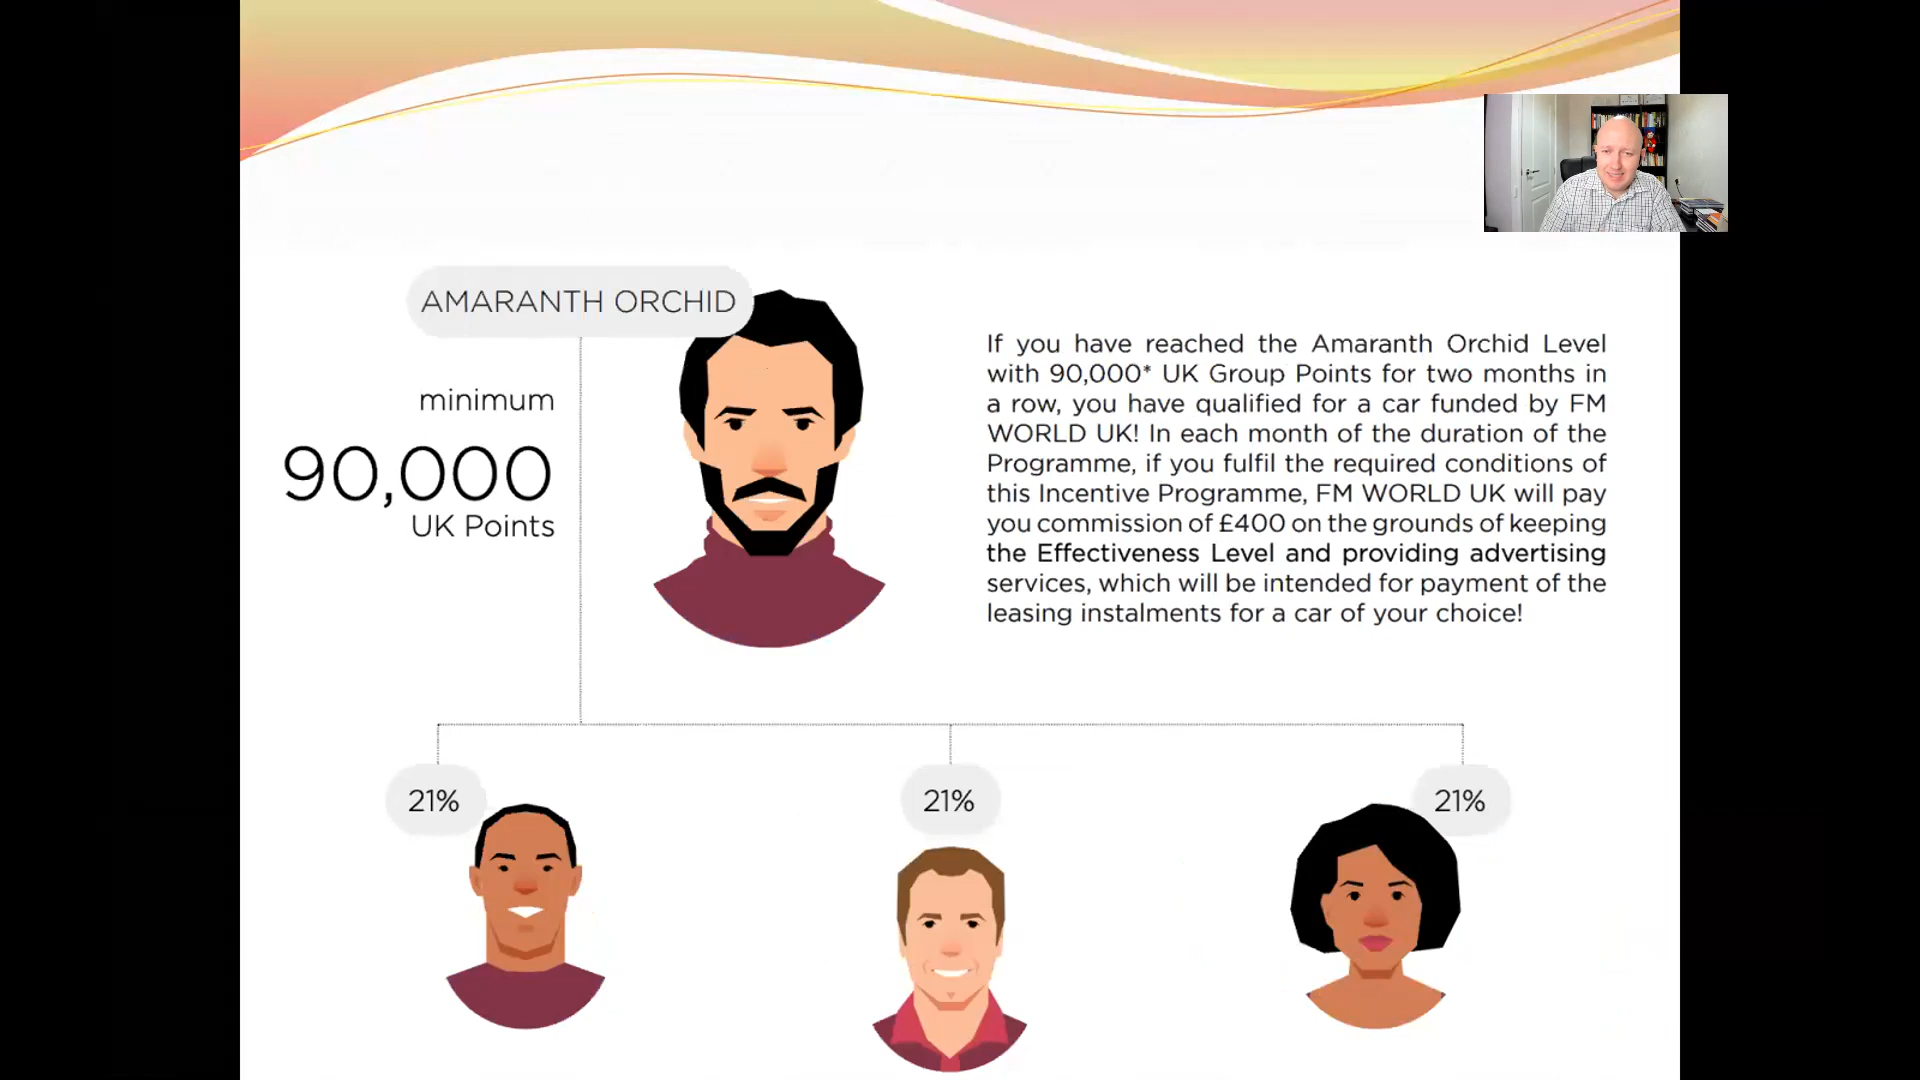 AMARANTH ORCHID
minimum
90,000
UK Points
If you have reached the Amaranth Orchid Level
with 90,000* UK Group Points for two months in
a row, you have qualified for a car funded by FM
WORLD UK! In each month of the duration of the
Programme, if you fulfil the required conditions of
this Incentive Programme, FM WORLD UK will pay
you commission of £400 on the grounds of keeping
the Effectiveness Level and providing advertising
services, which will be intended for payment of the
leasing instalments for a car of your choice!
21%
21%
21%